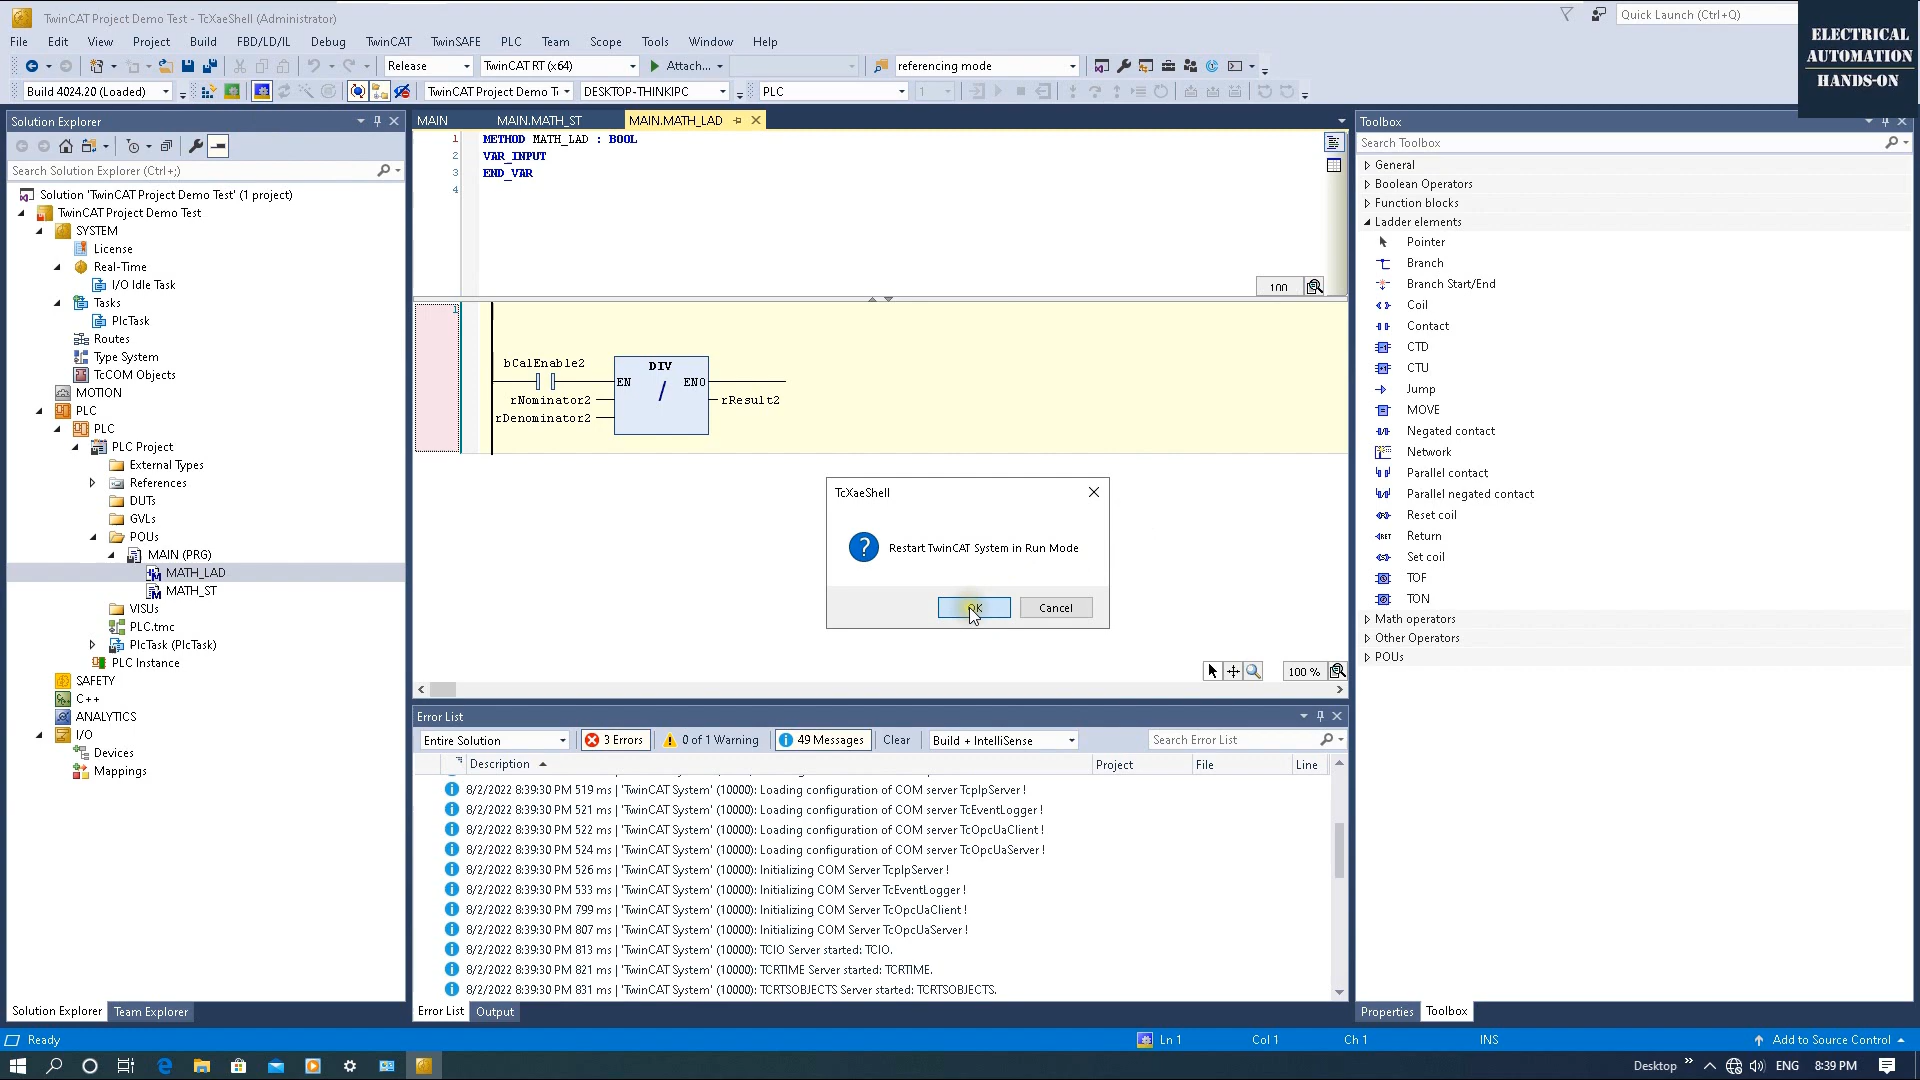 TwinCAT Project Demo Test - TcXaeShell (Administrator)
Quick Launch (Ctrl+Q)
ELECTRICAL
AUTOMATION
HANDS-ON
File Edit View Project Build FBD/LD/IL Debug TwinCAT TwinSAFE PLC Team Scope Tools Window Help
Release TwinCAT RT (x64) Attach... referencing mode
Build 4024.20 (Loaded) TwinCAT Project Demo T DESKTOP-THINKIPC PLC 1
Solution Explorer
Search Solution Explorer (Ctrl+;)
Solution 'TwinCAT Project Demo Test' (1 project)
TwinCAT Project Demo Test
SYSTEM
License
Real-Time
I/O Idle Task
Tasks
PlcTask
Routes
Type System
TcCOM Objects
MOTION
PLC
PLC
PLC Project
External Types
References
DUTs
GVLs
POUs
MAIN (PRG)
MATH_LAD
MATH_ST
VISUs
PLC.tmc
PlcTask (PlcTask)
PLC Instance
SAFETY
C++
ANALYTICS
I/O
Devices
Mappings
Solution Explorer Team Explorer
MAIN MAIN.MATH_ST MAIN.MATH_LAD
1 METHOD MATH_LAD : BOOL
2 VAR_INPUT
3 END_VAR
4
100
1
bCalEnable2
DIV
EN / ENO
rNominator2
rResult2
rDenominator2
TcXaeShell
Restart TwinCAT System in Run Mode
OK Cancel
100 %
Error List
Entire Solution 3 Errors 0 of 1 Warning 49 Messages Clear Build + IntelliSense Search Error List
Description Project File Line
8/2/2022 8:39:30 PM 519 ms | 'TwinCAT System' (10000): Loading configuration of COM server TcpIpServer !
8/2/2022 8:39:30 PM 521 ms | 'TwinCAT System' (10000): Loading configuration of COM server TcEventLogger !
8/2/2022 8:39:30 PM 522 ms | 'TwinCAT System' (10000): Loading configuration of COM server TcOpcUaClient !
8/2/2022 8:39:30 PM 524 ms | 'TwinCAT System' (10000): Loading configuration of COM server TcOpcUaServer !
8/2/2022 8:39:30 PM 526 ms | 'TwinCAT System' (10000): Initializing COM Server TcpIpServer !
8/2/2022 8:39:30 PM 533 ms | 'TwinCAT System' (10000): Initializing COM Server TcEventLogger !
8/2/2022 8:39:30 PM 799 ms | 'TwinCAT System' (10000): Initializing COM Server TcOpcUaClient !
8/2/2022 8:39:30 PM 807 ms | 'TwinCAT System' (10000): Initializing COM Server TcOpcUaServer !
8/2/2022 8:39:30 PM 813 ms | 'TwinCAT System' (10000): TCIO Server started: TCIO.
8/2/2022 8:39:30 PM 821 ms | 'TwinCAT System' (10000): TCRTIME Server started: TCRTIME.
8/2/2022 8:39:30 PM 831 ms | 'TwinCAT System' (10000): TCRTSOBJECTS Server started: TCRTSOBJECTS.
Error List Output
Toolbox
Search Toolbox
General
Boolean Operators
Function blocks
Ladder elements
Pointer
Branch
Branch Start/End
Coil
Contact
CTD
CTU
Jump
MOVE
Negated contact
Network
Parallel contact
Parallel negated contact
Reset coil
Return
Set coil
TOF
TON
Math operators
Other Operators
POUs
Properties Toolbox
Ready Ln 1 Col 1 Ch 1 INS Add to Source Control
Desktop ENG 8:39 PM